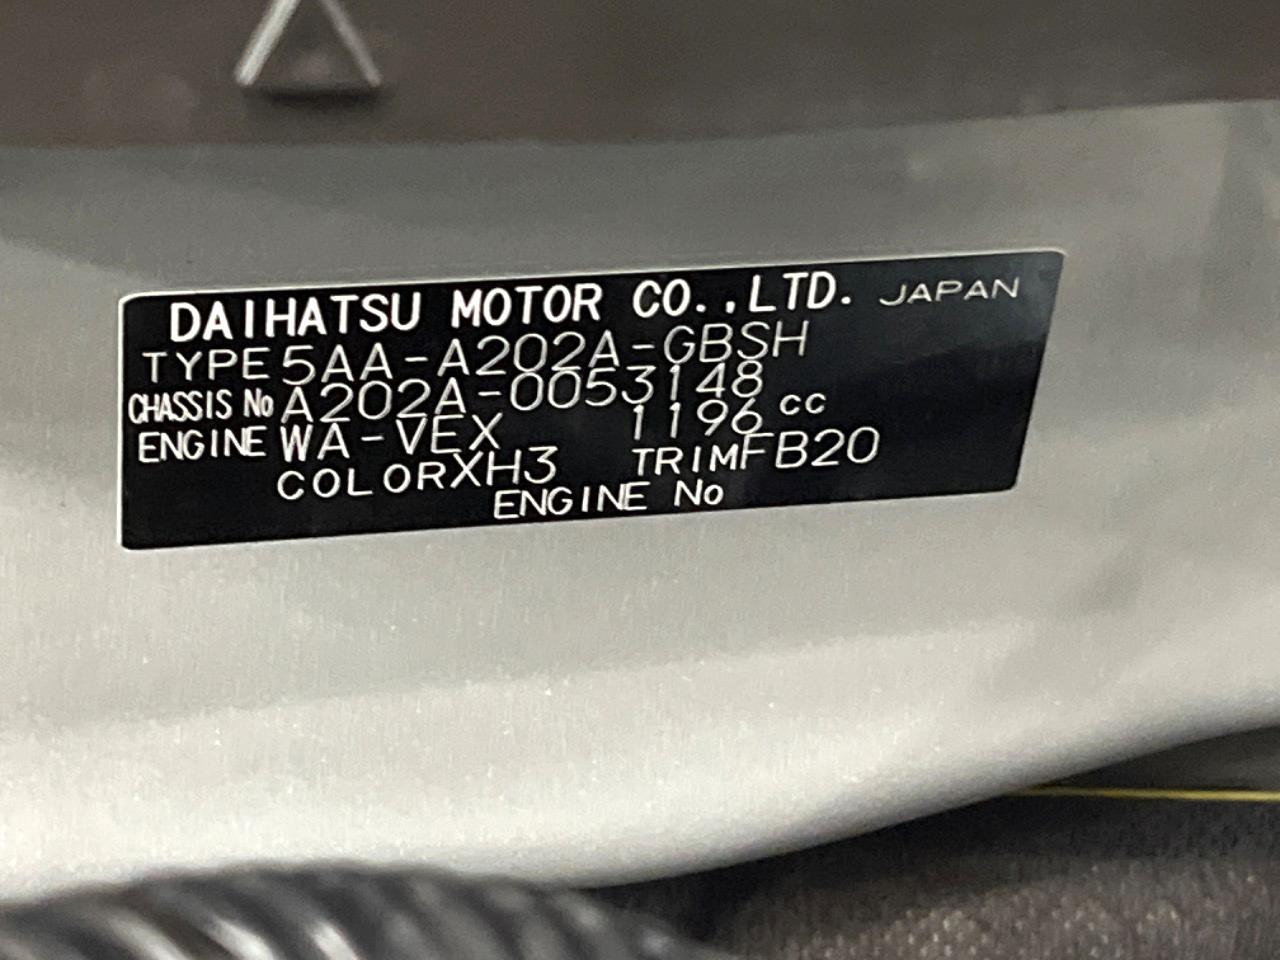 DAIHATSU MOTOR CO.,LTD. JAPAN
TYPE 5AA-A202A-GBSH
CHASSIS No A202A-0053148
ENGINE WA-VEX 1196 cc
COLOR XH3 TRIM FB20
ENGINE No